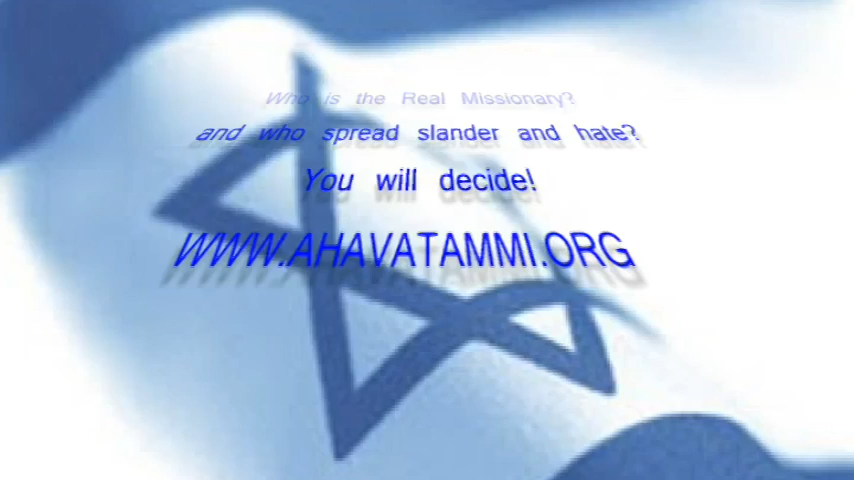 Who is the Real Missionary?
and who spread slander and hate?
You will decide!
WWW.AHAVATAMMI.ORG